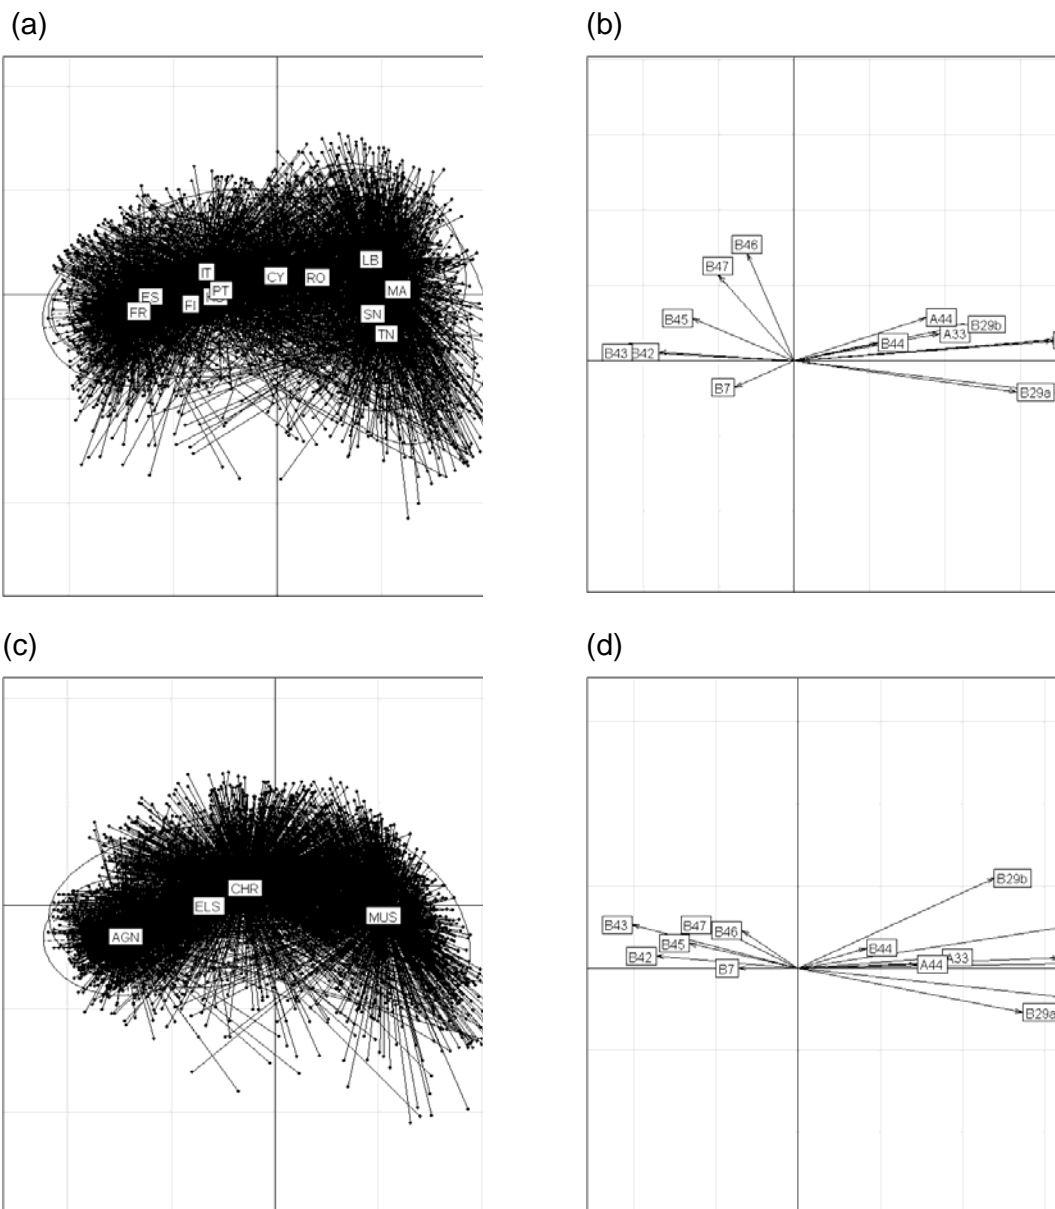 (a)
(b)
LB
IT
CY
RO
PT
MA
ES
FI
FR
SN
TN
B46
B47
B45
A44
B29b
A33
B44
B43
B42
B7
B29a
(c)
(d)
CHR
ELS
MUS
AGN
B29b
B43
B47
B46
B45
B44
B42
A33
B7
A44
B29a